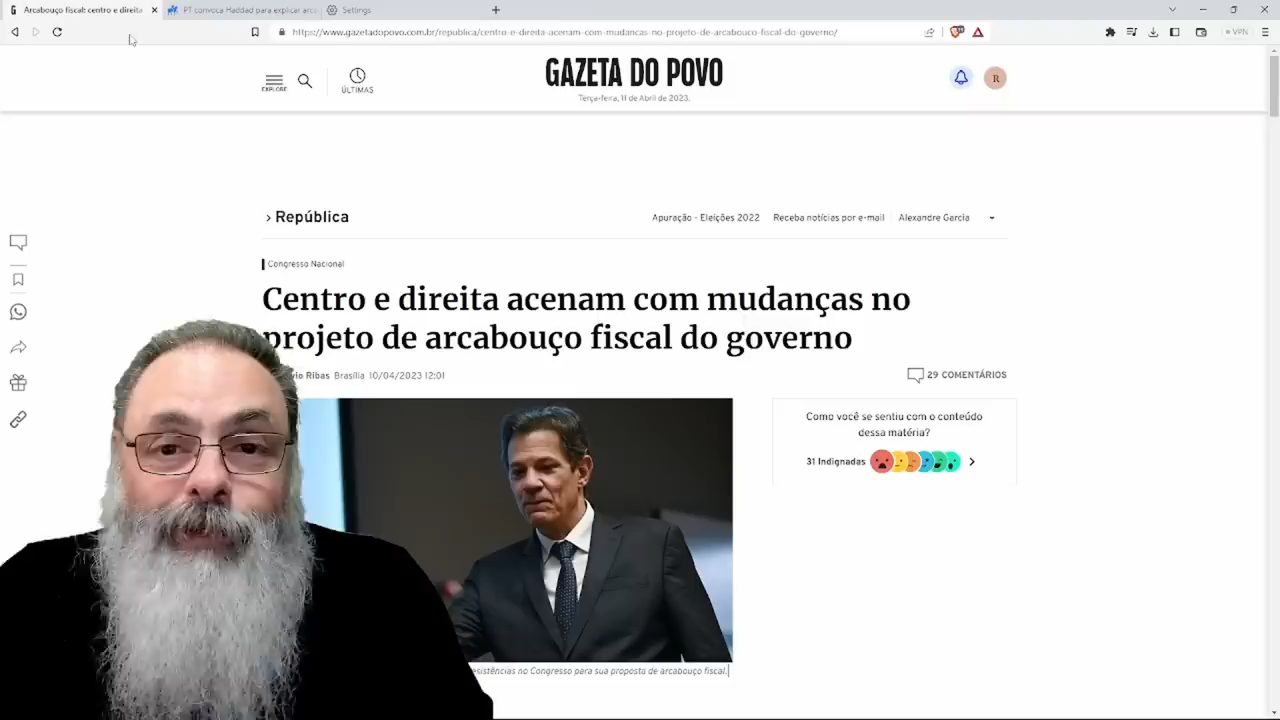 Arcabouço fiscal: centro e direita
PT convoca Haddad para explicar arca
Settings
https://www.gazetadopovo.com.br/republica/centro-e-direita-acenam-com-mudancas-no-projeto-de-arcabouco-fiscal-do-governo/
VPN
EXPLORE
ÚLTIMAS
GAZETA DO POVO
Terça-feira, 11 de Abril de 2023.
R
República
Apuração - Eleições 2022
Receba notícias por e-mail
Alexandre Garcia
Congresso Nacional
Centro e direita acenam com mudanças no
projeto de arcabouço fiscal do governo
Ribas Brasília 10/04/2023 12:01
29 COMENTÁRIOS
Como você se sentiu com o conteúdo
dessa matéria?
31 Indignadas
no Congresso para sua proposta de arcabouço fiscal.